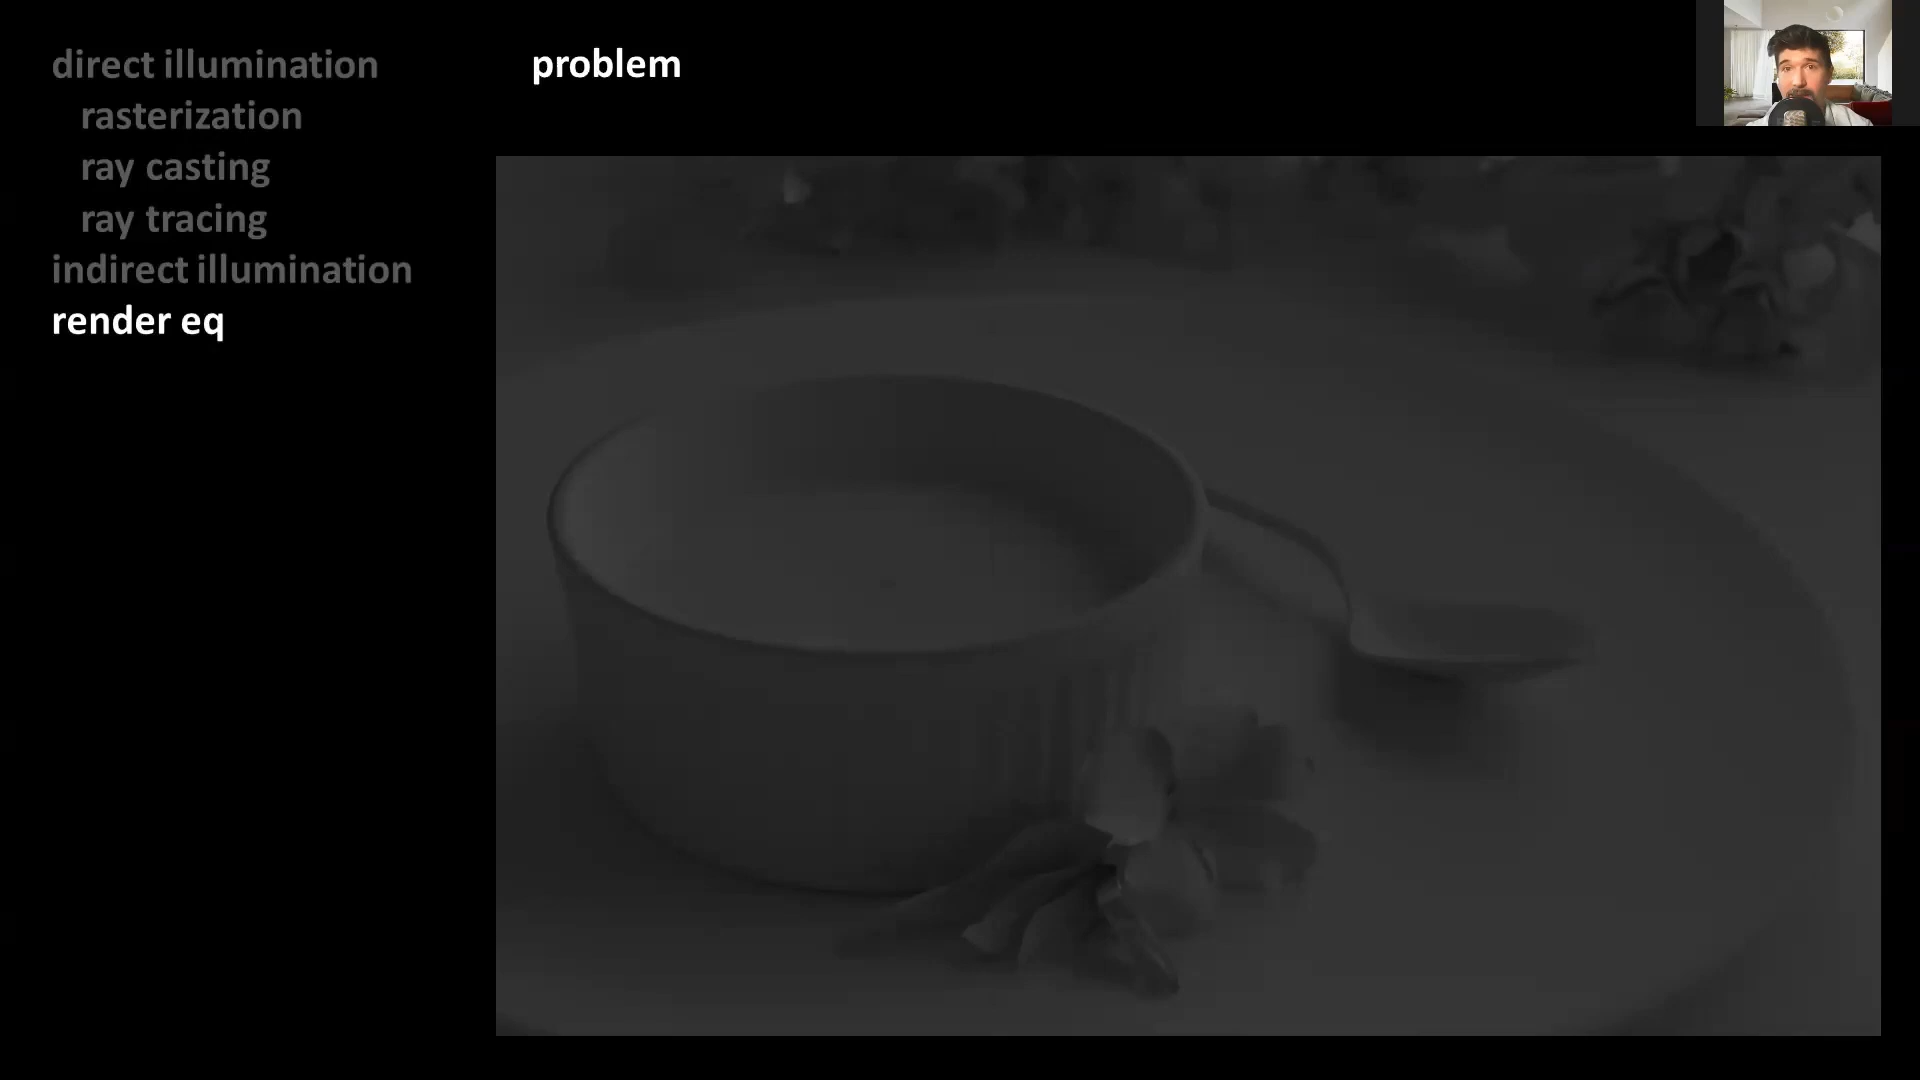 direct illumination
rasterization
ray casting
ray tracing
indirect illumination
render eq
problem